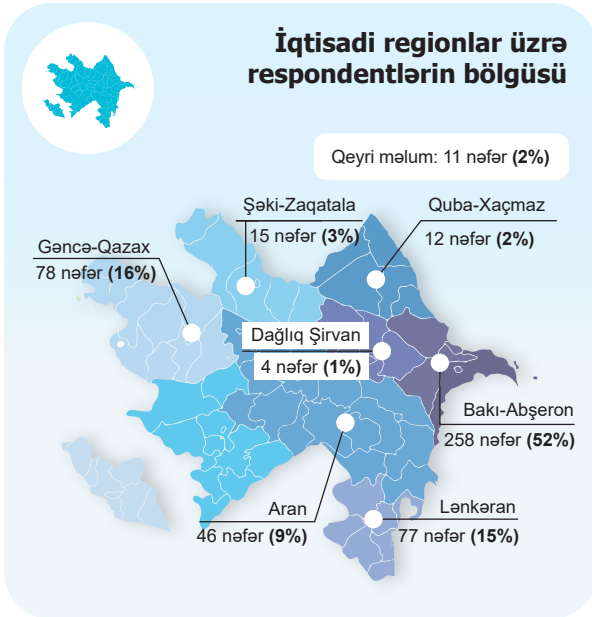 İqtisadi regionlar üzrə
respondentlərin bölgüsü
Qeyri məlum: 11 nəfər (2%)
Şəki-Zaqatala
15 nəfər (3%)
Quba-Xaçmaz
12 nəfər (2%)
Gəncə-Qazax
78 nəfər (16%)
Dağlıq Şirvan
4 nəfər (1%)
Bakı-Abşeron
258 nəfər (52%)
Aran
46 nəfər (9%)
Lənkəran
77 nəfər (15%)